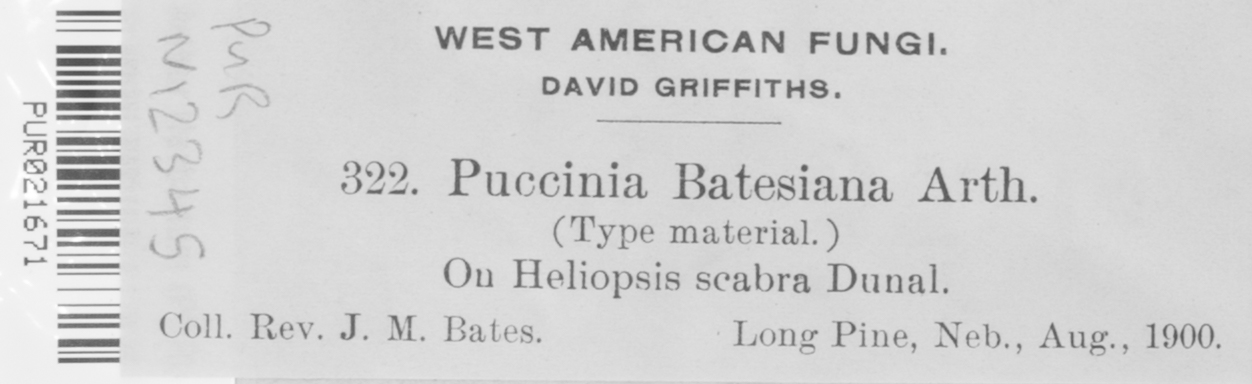 WEST AMERICAN FUNGI.
DAVID GRIFFITHS.
322. Puccinia Batesiana Arth.
(Type material.)
On Heliopsis scabra Dunal.
Coll. Rev. J. M. Bates. Long Pine, Neb., Aug., 1900.
PUR
N12345
PUR021671